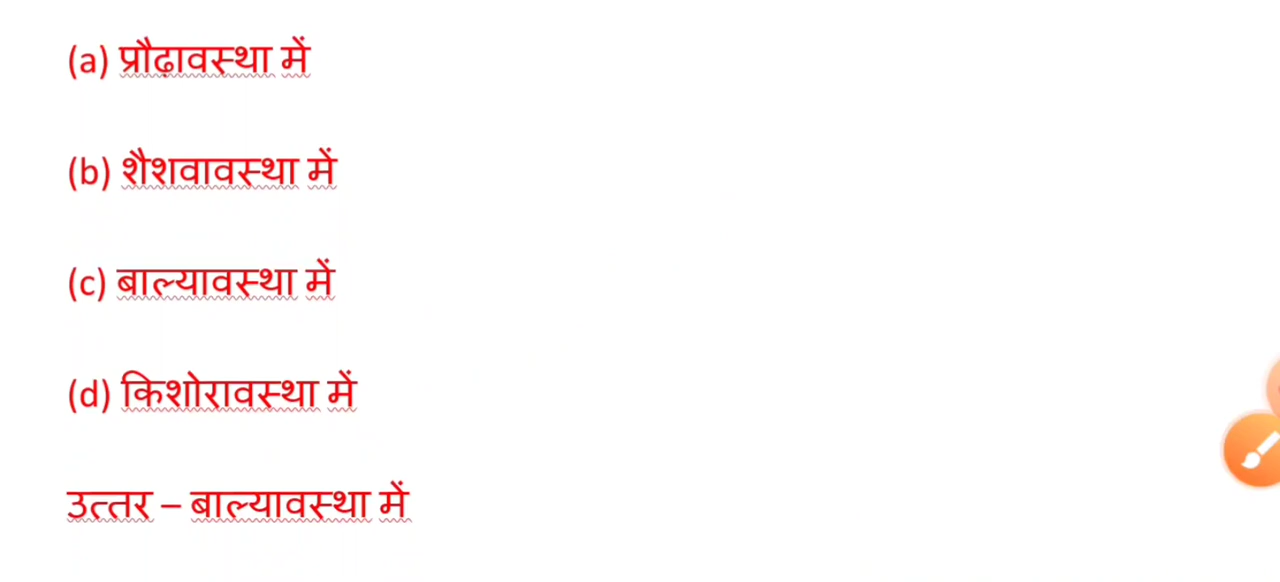 (a) प्रौढ़ावस्था में
(b) शैशवावस्था में
(c) बाल्यावस्था में
(d) किशोरावस्था में
उत्तर – बाल्यावस्था में